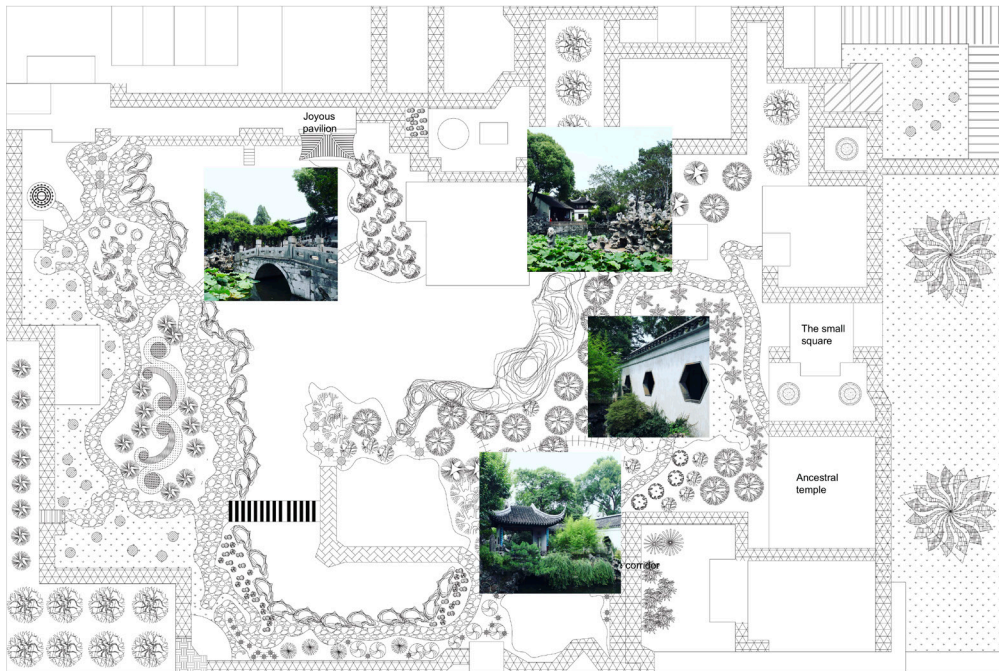 Joyous
pavilion
The small
square
Ancestral
temple
corridor